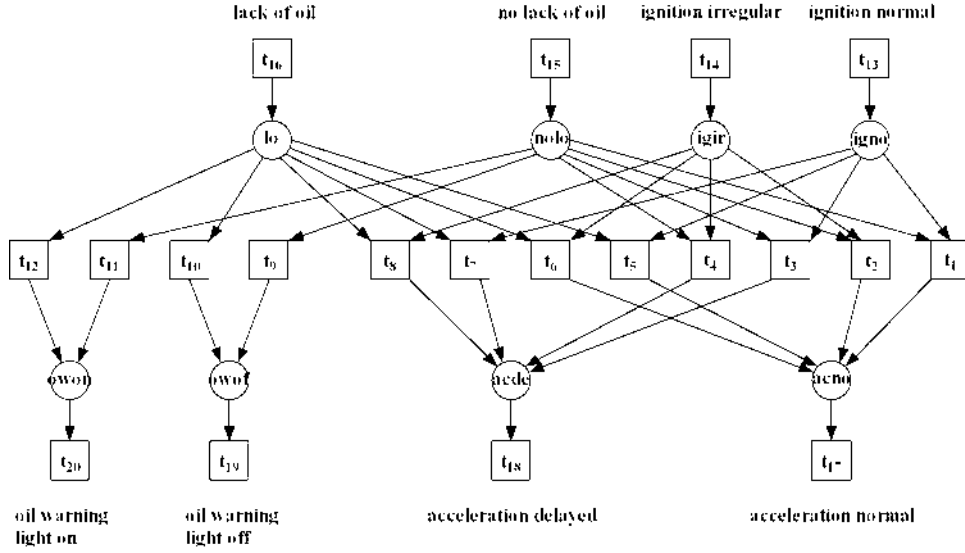 lack of oil no lack of oil ignition irregular ignition normal
t16 t15 t14 t13
lo nolo igir igno
t12 t11 t10 t9 t8 t7 t6 t5 t4 t3 t2 t1
owon owof acde acno
t20 t19 t18 t17
oil warning oil warning acceleration delayed acceleration normal
light on light off